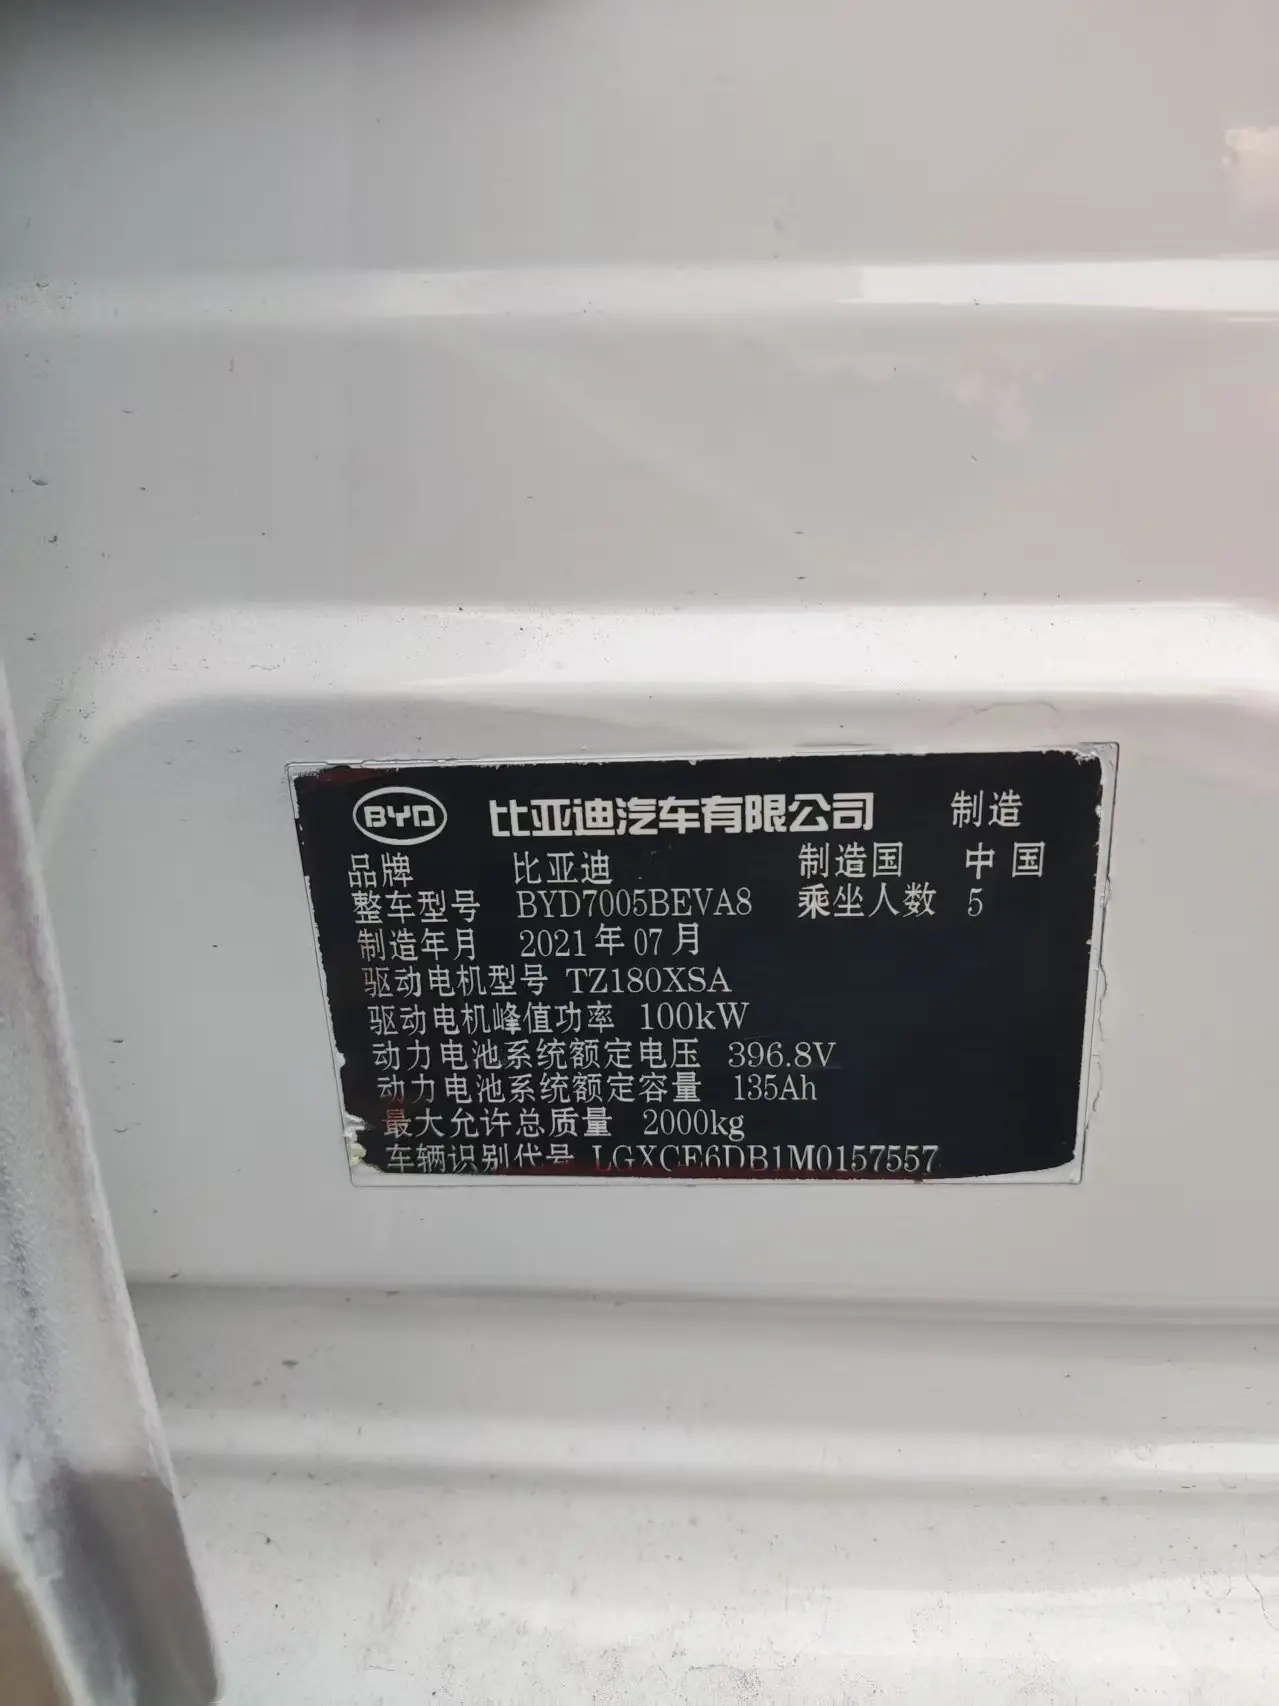 BYD 比亚迪汽车有限公司 制造
品牌 比亚迪 制造国 中国
整车型号 BYD7005BEVA8 乘坐人数 5
制造年月 2021年07月
驱动电机型号 TZ180XSA
驱动电机峰值功率 100kW
动力电池系统额定电压 396.8V
动力电池系统额定容量 135Ah
最大允许总质量 2000kg
车辆识别代号 LGXCE6DB1M0157557